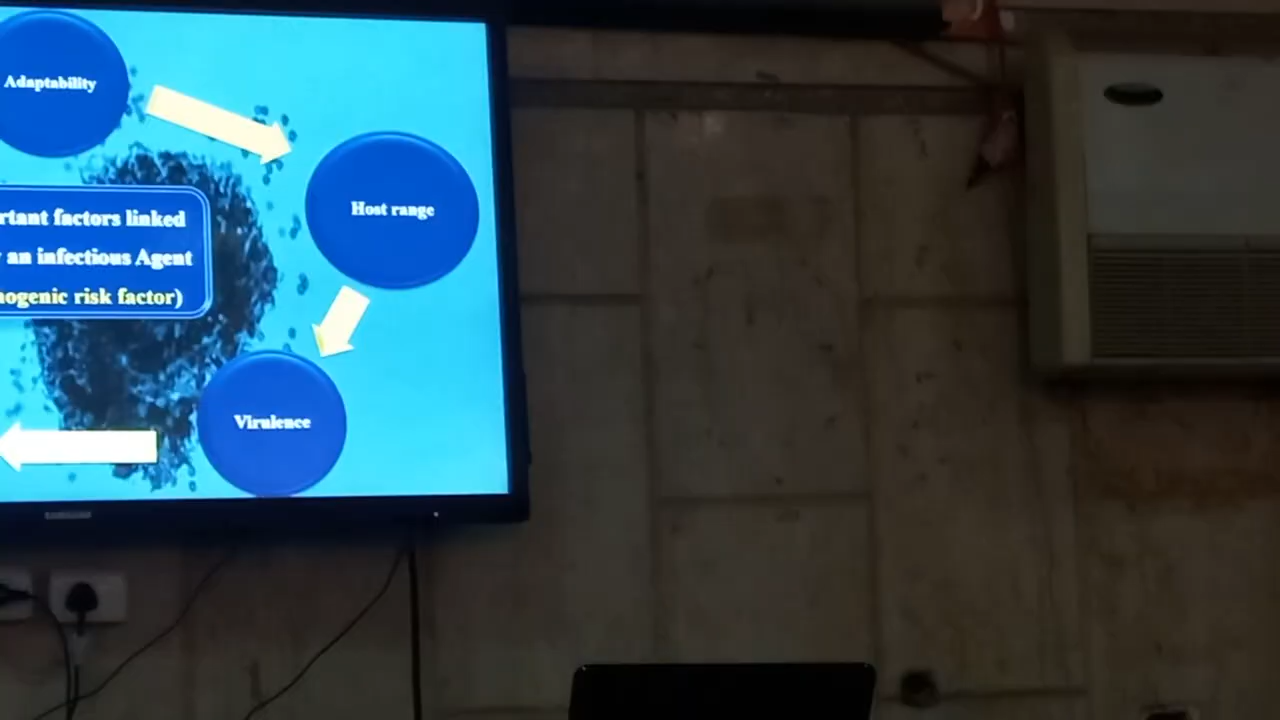 Adaptability
Host range
rtant factors linked
an infectious Agent
ogenic risk factor)
Virulence